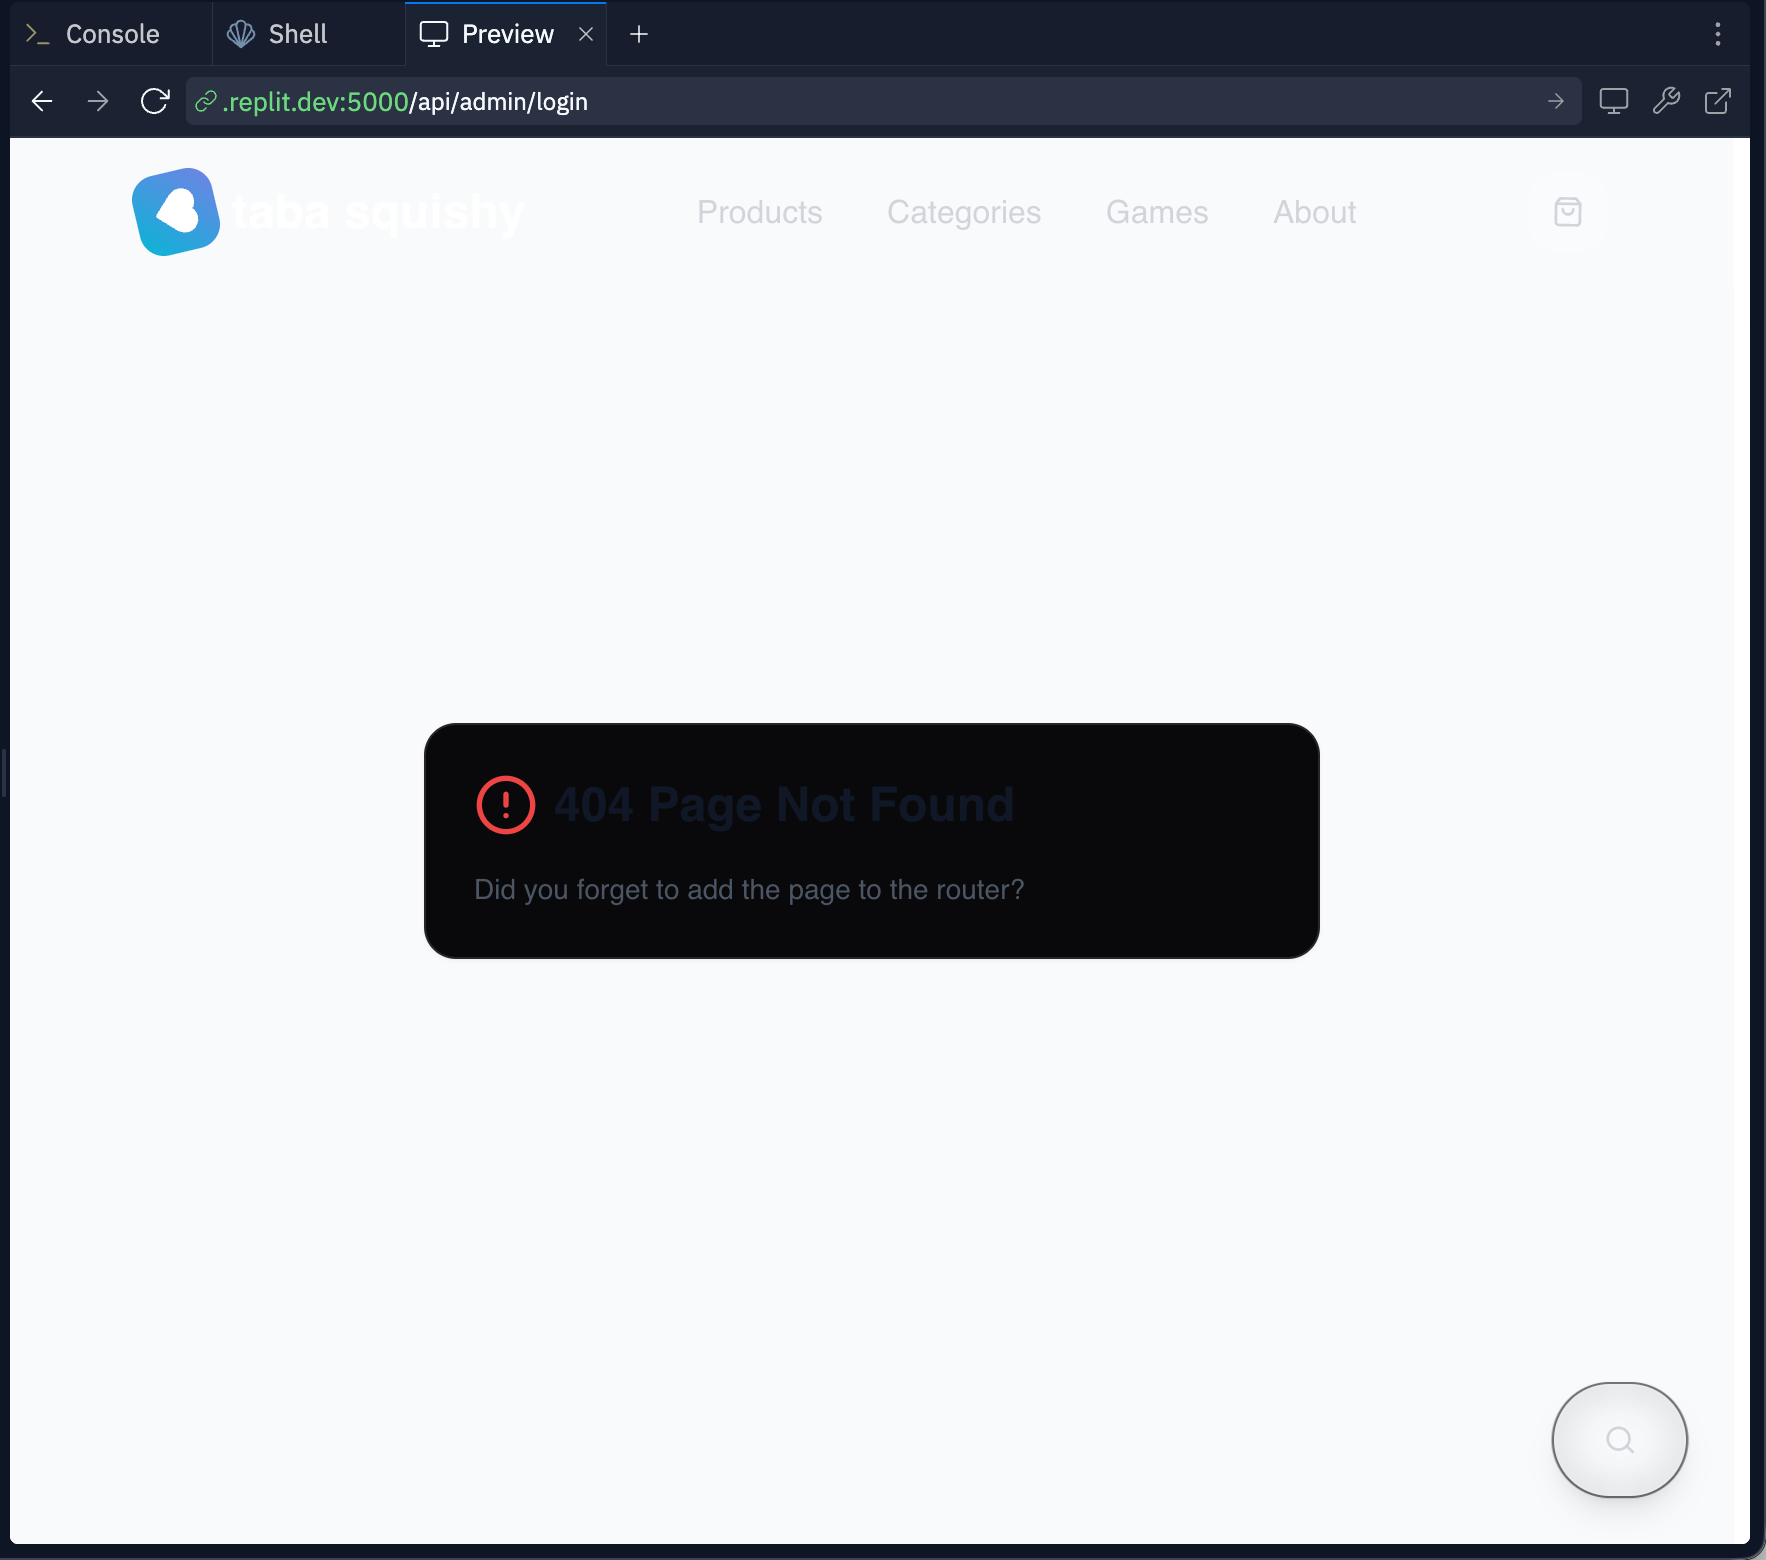 Console
Shell
Preview
.replit.dev:5000/api/admin/login
taba squishy
Products
Categories
Games
About
404 Page Not Found
Did you forget to add the page to the router?